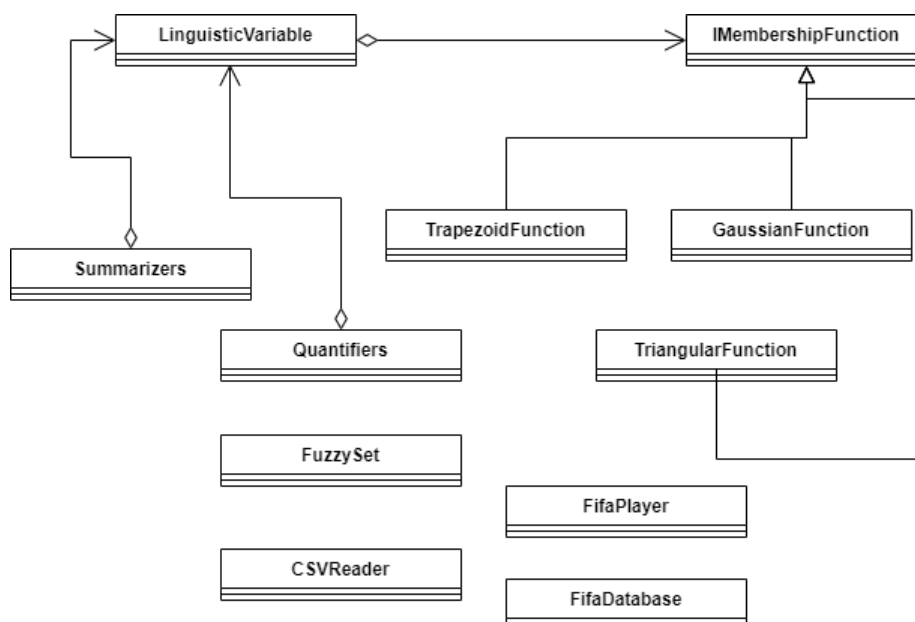 LinguisticVariable
IMembershipFunction
TrapezoidFunction
GaussianFunction
Summarizers
Quantifiers
TriangularFunction
FuzzySet
FifaPlayer
CSVReader
FifaDatabase